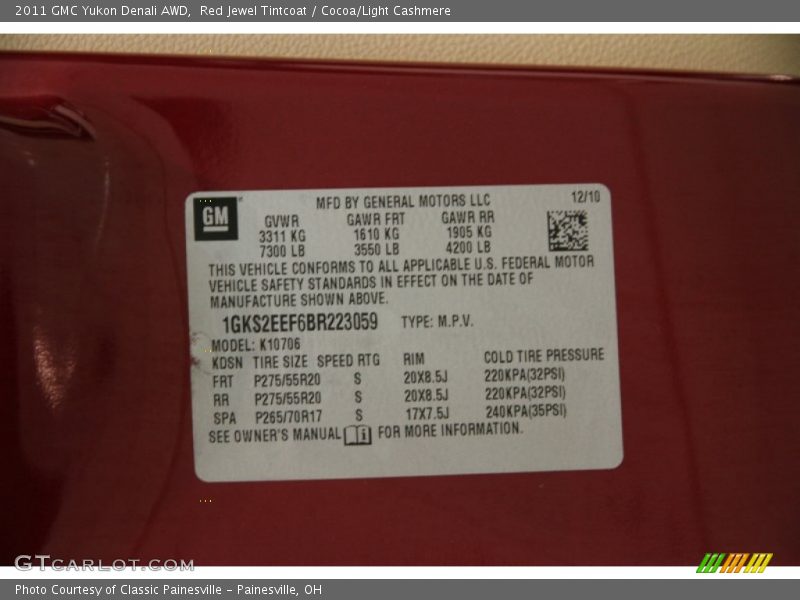 2011 GMC Yukon Denali AWD, Red Jewel Tintcoat / Cocoa/Light Cashmere
GM
MFD BY GENERAL MOTORS LLC 12/10
GVWR GAWR FRT GAWR RR
3311 KG 1610 KG 1905 KG
7300 LB 3550 LB 4200 LB
THIS VEHICLE CONFORMS TO ALL APPLICABLE U.S. FEDERAL MOTOR
VEHICLE SAFETY STANDARDS IN EFFECT ON THE DATE OF
MANUFACTURE SHOWN ABOVE.
1GKS2EEF6BR223059 TYPE: M.P.V.
MODEL: K10706
KDSN TIRE SIZE SPEED RTG RIM COLD TIRE PRESSURE
FRT P275/55R20 S 20X8.5J 220KPA(32PSI)
RR P275/55R20 S 20X8.5J 220KPA(32PSI)
SPA P265/70R17 S 17X7.5J 240KPA(35PSI)
SEE OWNER'S MANUAL i FOR MORE INFORMATION.
GTcarlot.com
Photo Courtesy of Classic Painesville - Painesville, OH